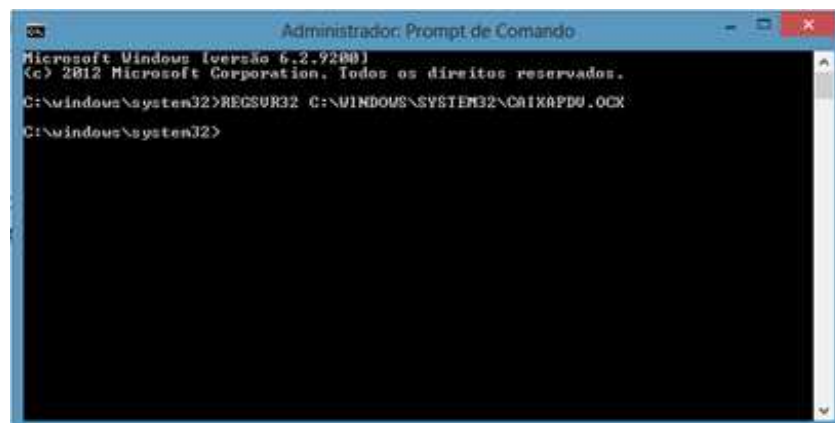 Administrador: Prompt de Comando
Microsoft Windows [versão 6.2.9200]
(c) 2012 Microsoft Corporation. Todos os direitos reservados.
C:\windows\system32>REGSVR32 C:\WINDOWS\SYSTEM32\CAIXAPDV.OCX
C:\windows\system32>